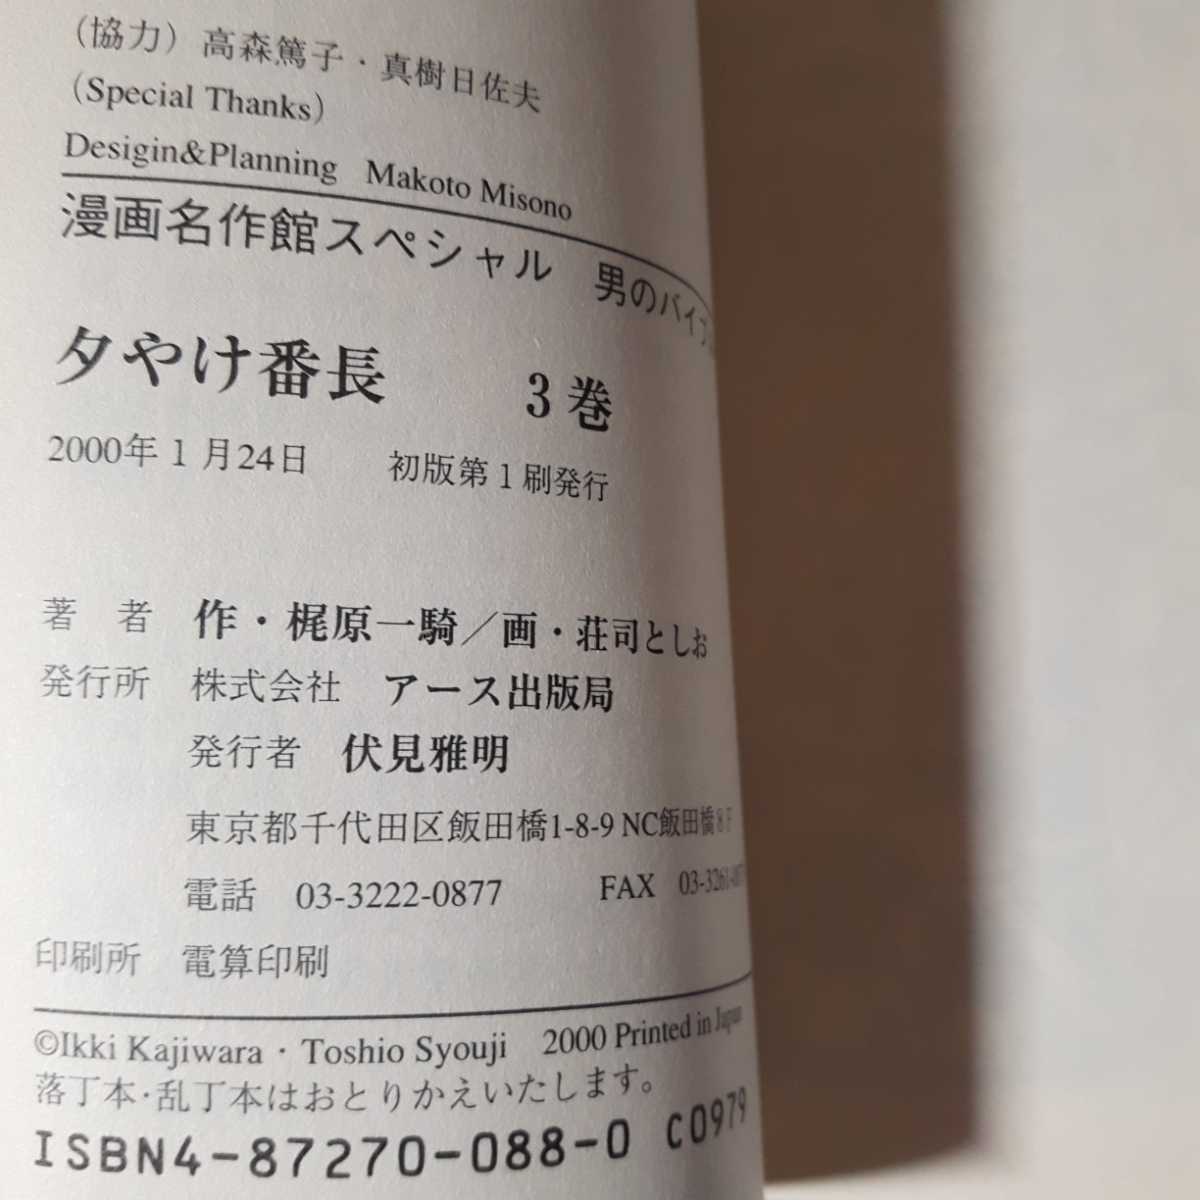 （協力）高森篤子・真樹日佐夫
（Special Thanks）
Desigin&Planning Makoto Misono
漫画名作館スペシャル 男のバイブ
夕やけ番長 3巻
2000年1月24日 初版第1刷発行
著者 作・梶原一騎／画・荘司としお
発行所 株式会社 アース出版局
発行者 伏見雅明
東京都千代田区飯田橋1-8-9 NC飯田橋8F
電話 03-3222-0877 FAX 03-3261-
印刷所 電算印刷
©Ikki Kajiwara・Toshio Syouji 2000 Printed in Japan
落丁本・乱丁本はおとりかえいたします。
ISBN4-87270-088-0 C0979